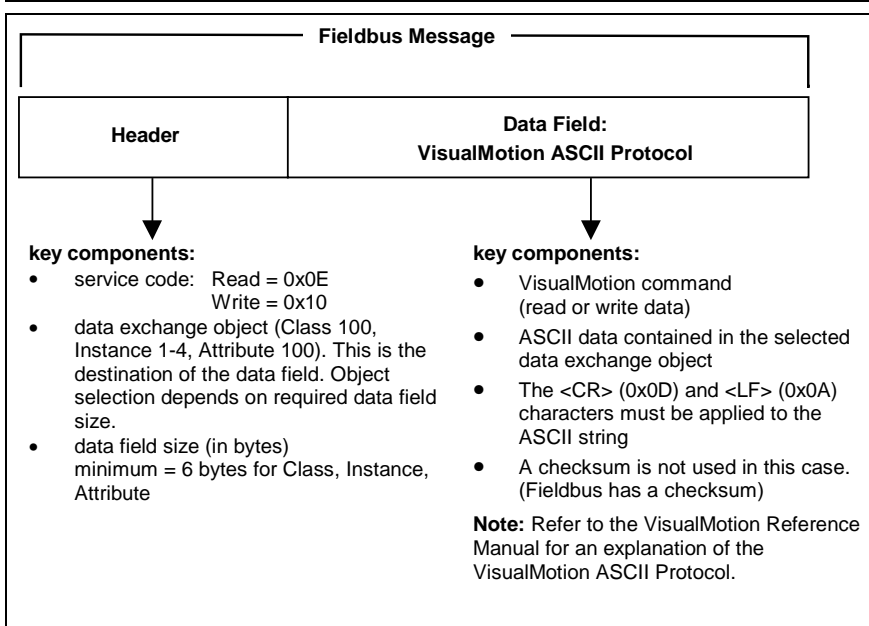 Fieldbus Message
Header
Data Field:
VisualMotion ASCII Protocol
key components:
• service code: Read = 0x0E
Write = 0x10
• data exchange object (Class 100,
Instance 1-4, Attribute 100). This is the
destination of the data field. Object
selection depends on required data field
size.
• data field size (in bytes)
minimum = 6 bytes for Class, Instance,
Attribute
key components:
• VisualMotion command
(read or write data)
• ASCII data contained in the selected
data exchange object
• The <CR> (0x0D) and <LF> (0x0A)
characters must be applied to the
ASCII string
• A checksum is not used in this case.
(Fieldbus has a checksum)
Note: Refer to the VisualMotion Reference
Manual for an explanation of the
VisualMotion ASCII Protocol.